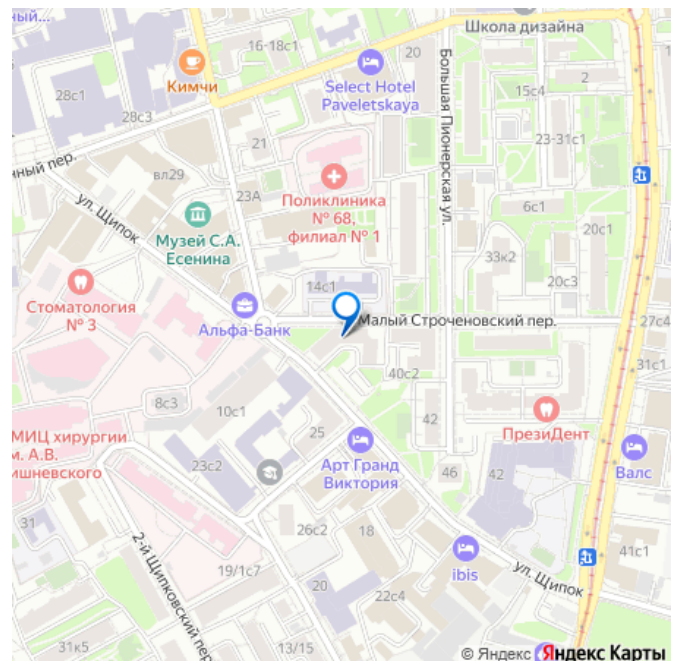 Школа дизайна
16-18с1
20
Кимчи
Select Hotel
Paveletskaya
Большая Пионерская ул.
2
15с4
28с1
28с3
21
23-31с1
вл29
23А
Поликлиника
№ 68,
филиал № 1
ул. Щипок
Музей С.А.
Есенина
6с1
20с1
33к2
14с1
20с3
Стоматология
№ 3
Альфа-Банк
Малый Строченовский пер.
27с4
31с1
40с2
8с3
10с1
42
25
ПрезиДент
МИЦ хирургии
23с2
Арт Гранд
Виктория
46
42
Валс
31
26с2
18
ibis
41с1
2-й Щипковский пер.
19/1с7
20
22с4
ул. Щипок
31к5
13/15
© Яндекс Яндекс Карты